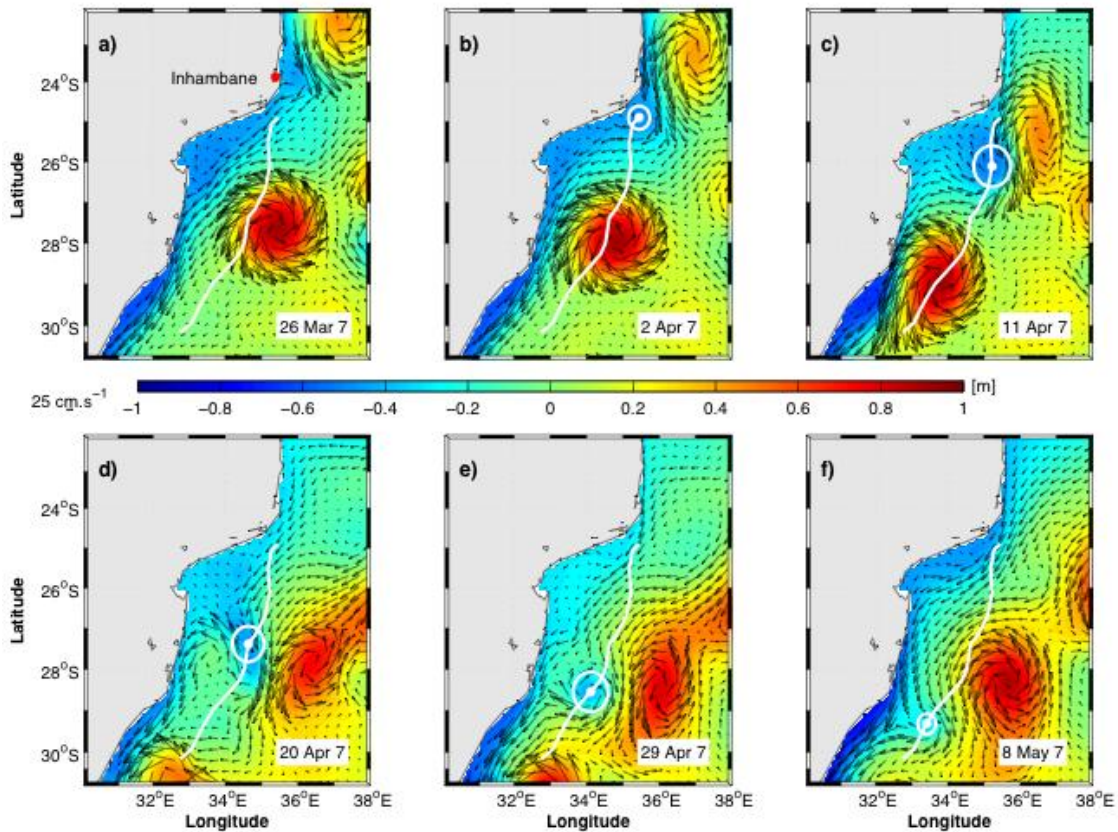 a)
b)
c)
Inhambane
24°S
26°S
28°S
30°S
Latitude
26 Mar 7
2 Apr 7
11 Apr 7
25 cm.s⁻¹
−1 −0.8 −0.6 −0.4 −0.2 0 0.2 0.4 0.6 0.8 1
[m]
d)
e)
f)
24°S
26°S
28°S
30°S
Latitude
20 Apr 7
29 Apr 7
8 May 7
32°E 34°E 36°E 38°E
32°E 34°E 36°E 38°E
32°E 34°E 36°E 38°E
Longitude
Longitude
Longitude